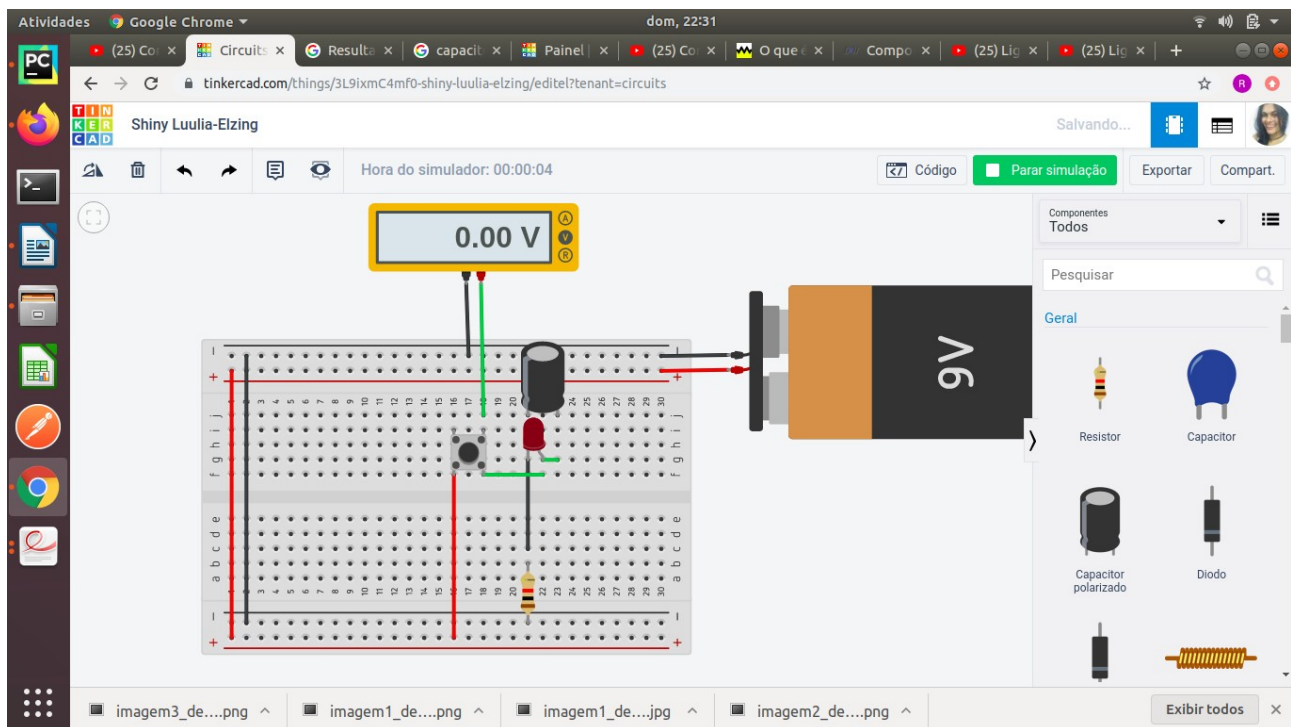 Atividades Google Chrome dom, 22:31
(25) Co Circuits Result capacit Painel (25) Co O que Compo (25) Lig (25) Lig
tinkercad.com/things/3L9ixmC4mf0-shiny-luulia-elzing/editel?tenant=circuits
R
TIN
KER
CAD
Shiny Luulia-Elzing
Salvando...
Hora do simulador: 00:00:04
Código
Parar simulação
Exportar
Compart.
PC
0.00 V
A
V
R
9V
Componentes
Todos
Pesquisar
Geral
Resistor
Capacitor
Capacitor
polarizado
Diodo
imagem3_de....png
imagem1_de....png
imagem1_de....jpg
imagem2_de....png
Exibir todos